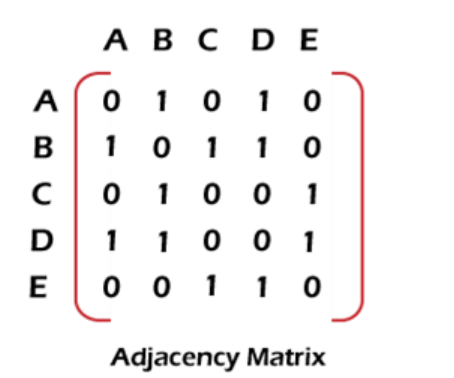 A B C D E
A 0 1 0 1 0
B 1 0 1 1 0
C 0 1 0 0 1
D 1 1 0 0 1
E 0 0 1 1 0
Adjacency Matrix